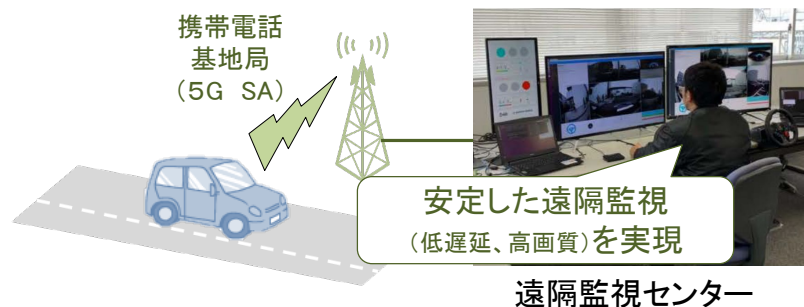 携帯電話
基地局
（5G SA）
安定した遠隔監視
（低遅延、高画質）を実現
遠隔監視センター